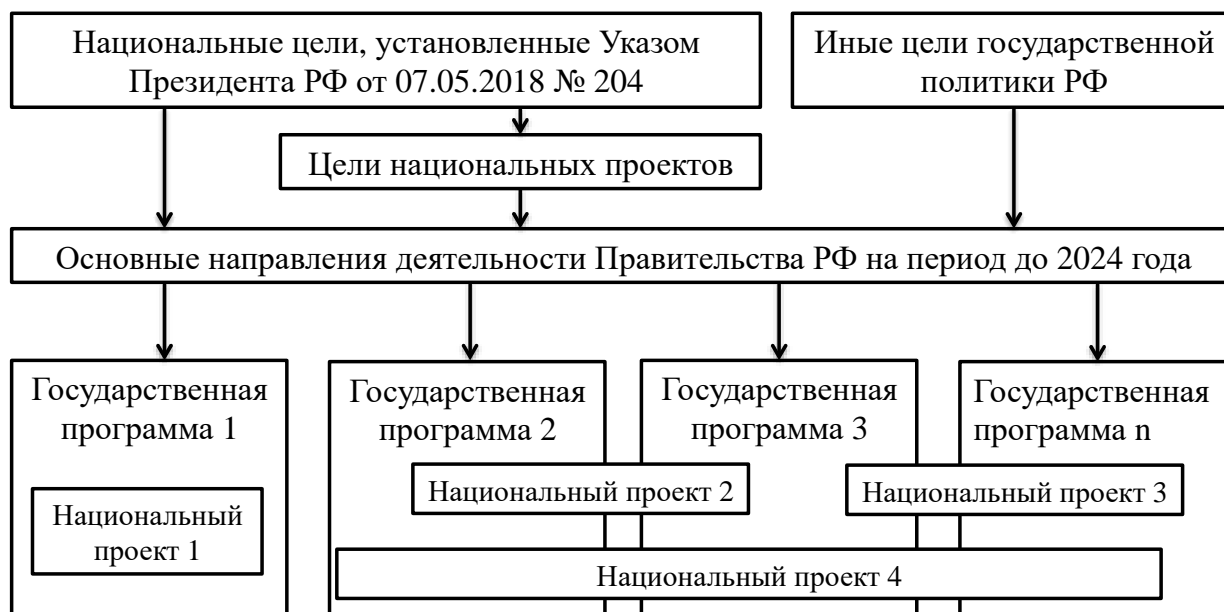 Национальные цели, установленные Указом
Президента РФ от 07.05.2018 № 204
Иные цели государственной
политики РФ
Цели национальных проектов
Основные направления деятельности Правительства РФ на период до 2024 года
Государственная
программа 1
Государственная
программа 2
Государственная
программа 3
Государственная
программа n
Национальный
проект 1
Национальный проект 2
Национальный проект 3
Национальный проект 4